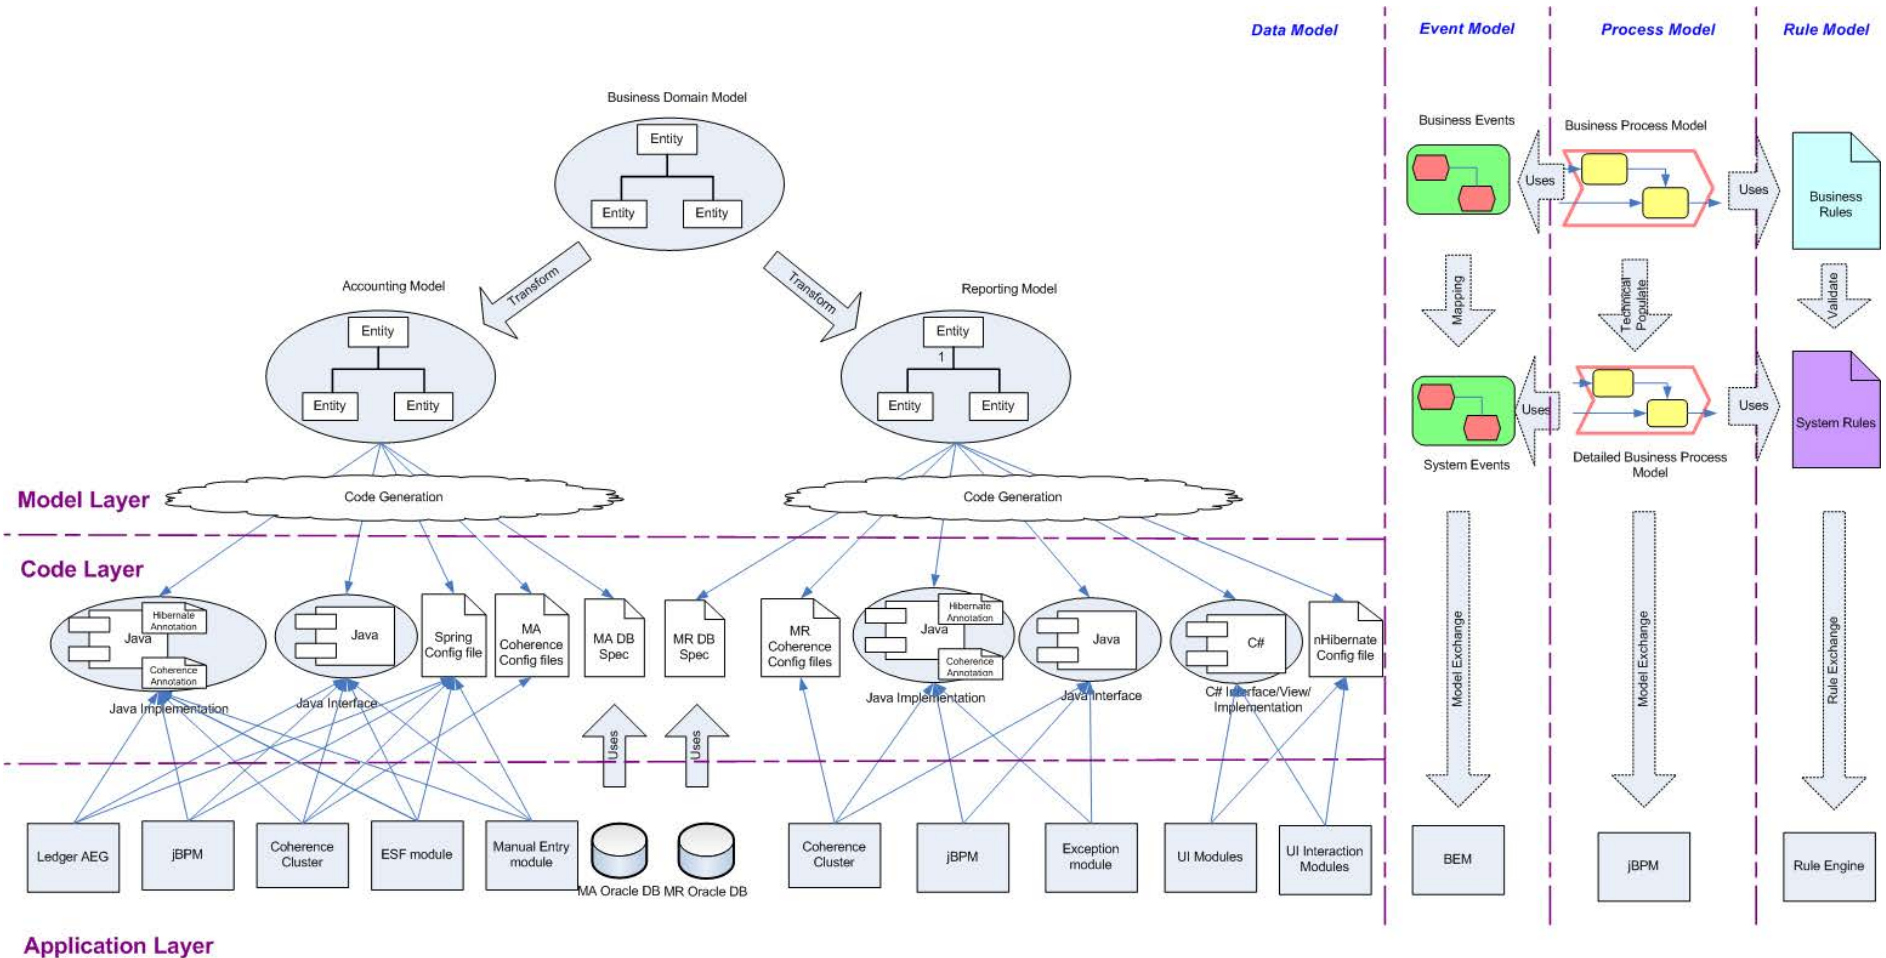 Data Model
Event Model
Process Model
Rule Model
Business Domain Model
Entity
Entity
Entity
Business Events
Business Process Model
Uses
Uses
Business
Rules
Transform
Transform
Accounting Model
Entity
Entity
Entity
Reporting Model
Entity
1
Entity
Entity
Mapping
Technical
Populate
Validate
Uses
Uses
System Rules
System Events
Detailed Business Process
Model
Model Layer
Code Generation
Code Generation
Code Layer
Hibernate
Annotation
Java
Coherence
Annotation
Java Implementation
Java
Java Interface
Spring
Config file
MA
Coherence
Config files
MA DB
Spec
MR DB
Spec
MR
Coherence
Config files
Hibernate
Annotation
Java
Coherence
Annotation
Java Implementation
Java
Java Interface
C#
C# Interface/View/
Implementation
nHibernate
Config file
Model Exchange
Model Exchange
Rule Exchange
Uses
Uses
Ledger AEG
jBPM
Coherence
Cluster
ESF module
Manual Entry
module
MA Oracle DB
MR Oracle DB
Coherence
Cluster
jBPM
Exception
module
UI Modules
UI Interaction
Modules
BEM
jBPM
Rule Engine
Application Layer